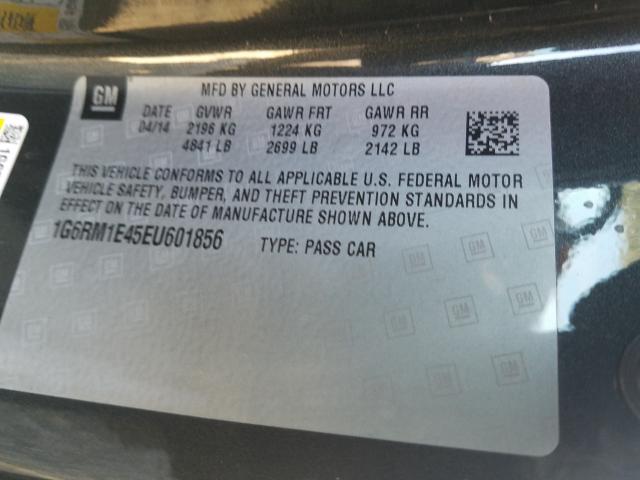 GM
MFD BY GENERAL MOTORS LLC
DATE GVWR GAWR FRT GAWR RR
04/14 2196 KG 1224 KG 972 KG
4841 LB 2699 LB 2142 LB
THIS VEHICLE CONFORMS TO ALL APPLICABLE U.S. FEDERAL MOTOR
VEHICLE SAFETY, BUMPER, AND THEFT PREVENTION STANDARDS IN
EFFECT ON THE DATE OF MANUFACTURE SHOWN ABOVE.
1G6RM1E45EU601856 TYPE: PASS CAR